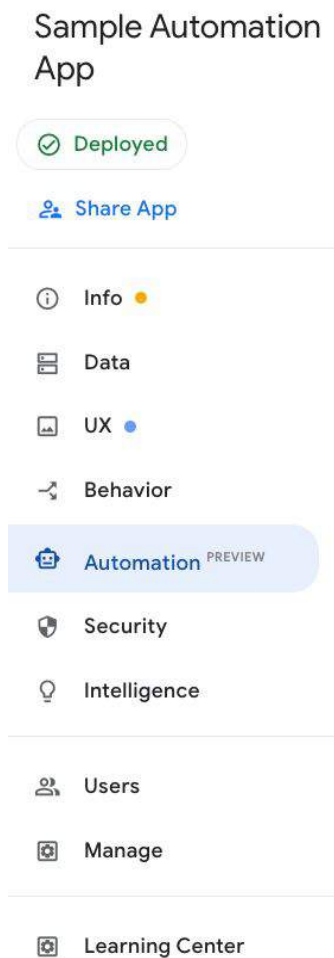 Sample Automation
App
Deployed
Share App
Info
Data
UX
Behavior
Automation PREVIEW
Security
Intelligence
Users
Manage
Learning Center